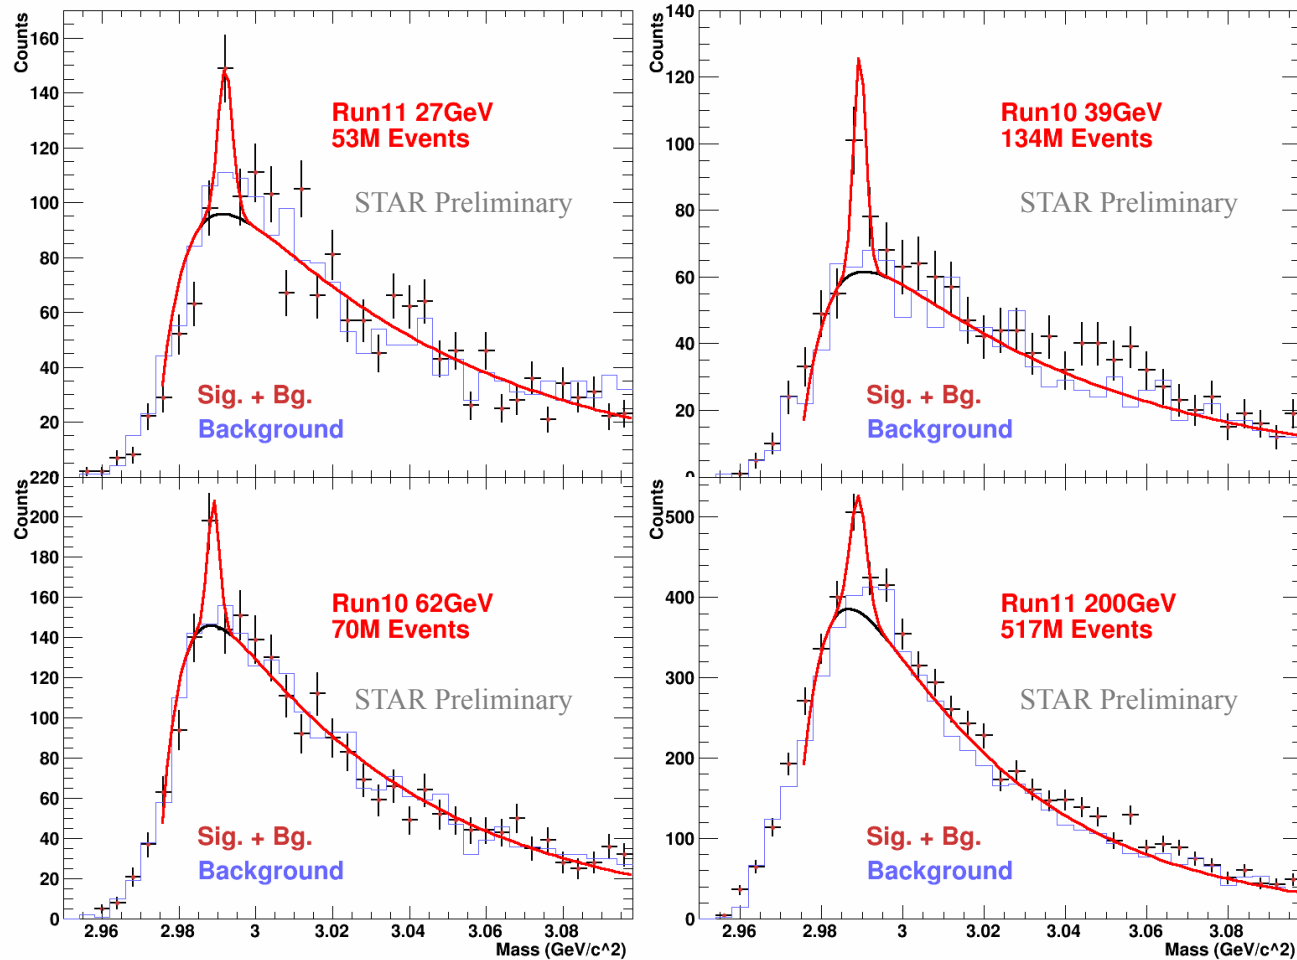 Counts
160
140
120
100
80
60
40
20
Run11 27GeV
53M Events
STAR Preliminary
Sig. + Bg.
Background
Counts
140
120
100
80
60
40
20
0
Run10 39GeV
134M Events
STAR Preliminary
Sig. + Bg.
Background
Counts
220
200
180
160
140
120
100
80
60
40
20
0
Run10 62GeV
70M Events
STAR Preliminary
Sig. + Bg.
Background
2.96 2.98 3 3.02 3.04 3.06 3.08
Mass (GeV/c^2)
Counts
500
400
300
200
100
0
Run11 200GeV
517M Events
STAR Preliminary
Sig. + Bg.
Background
2.96 2.98 3 3.02 3.04 3.06 3.08
Mass (GeV/c^2)